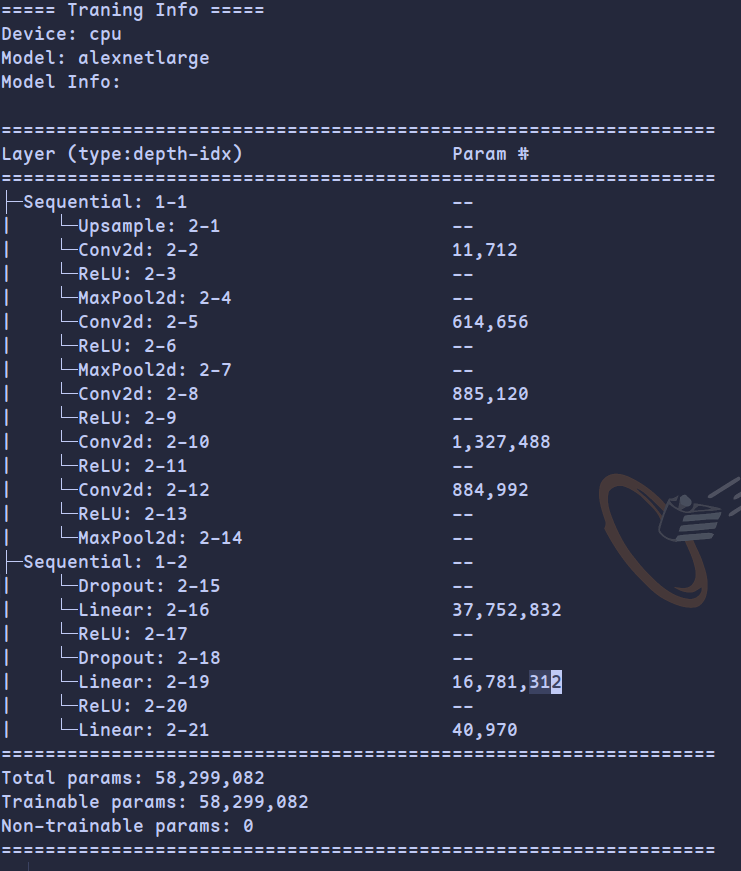 ===== Traning Info =====
Device: cpu
Model: alexnetlarge
Model Info:
=================================================================
Layer (type:depth-idx)                   Param #
=================================================================
├─Sequential: 1-1                        --
|    └─Upsample: 2-1                     --
|    └─Conv2d: 2-2                       11,712
|    └─ReLU: 2-3                         --
|    └─MaxPool2d: 2-4                    --
|    └─Conv2d: 2-5                       614,656
|    └─ReLU: 2-6                         --
|    └─MaxPool2d: 2-7                    --
|    └─Conv2d: 2-8                       885,120
|    └─ReLU: 2-9                         --
|    └─Conv2d: 2-10                      1,327,488
|    └─ReLU: 2-11                        --
|    └─Conv2d: 2-12                      884,992
|    └─ReLU: 2-13                        --
|    └─MaxPool2d: 2-14                   --
├─Sequential: 1-2                        --
|    └─Dropout: 2-15                     --
|    └─Linear: 2-16                      37,752,832
|    └─ReLU: 2-17                        --
|    └─Dropout: 2-18                     --
|    └─Linear: 2-19                      16,781,312
|    └─ReLU: 2-20                        --
|    └─Linear: 2-21                      40,970
=================================================================
Total params: 58,299,082
Trainable params: 58,299,082
Non-trainable params: 0
=================================================================